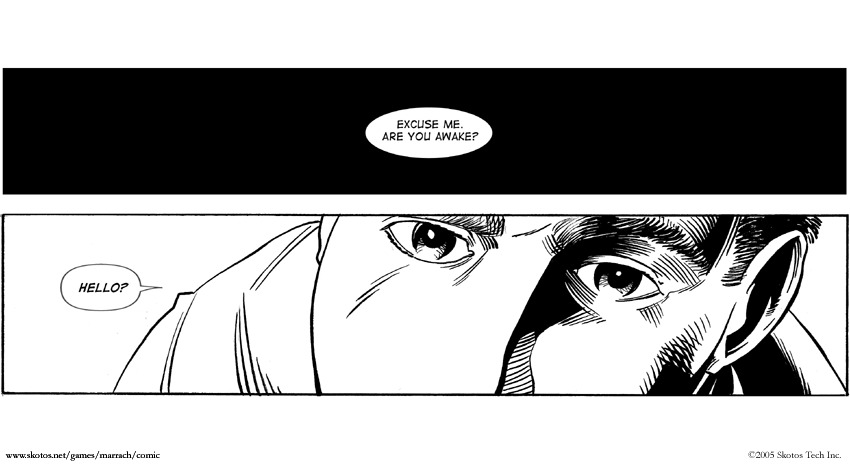 EXCUSE ME.
ARE YOU AWAKE?
HELLO?
www.skotos.net/games/marrach/comic
©2005 Skotos Tech Inc.